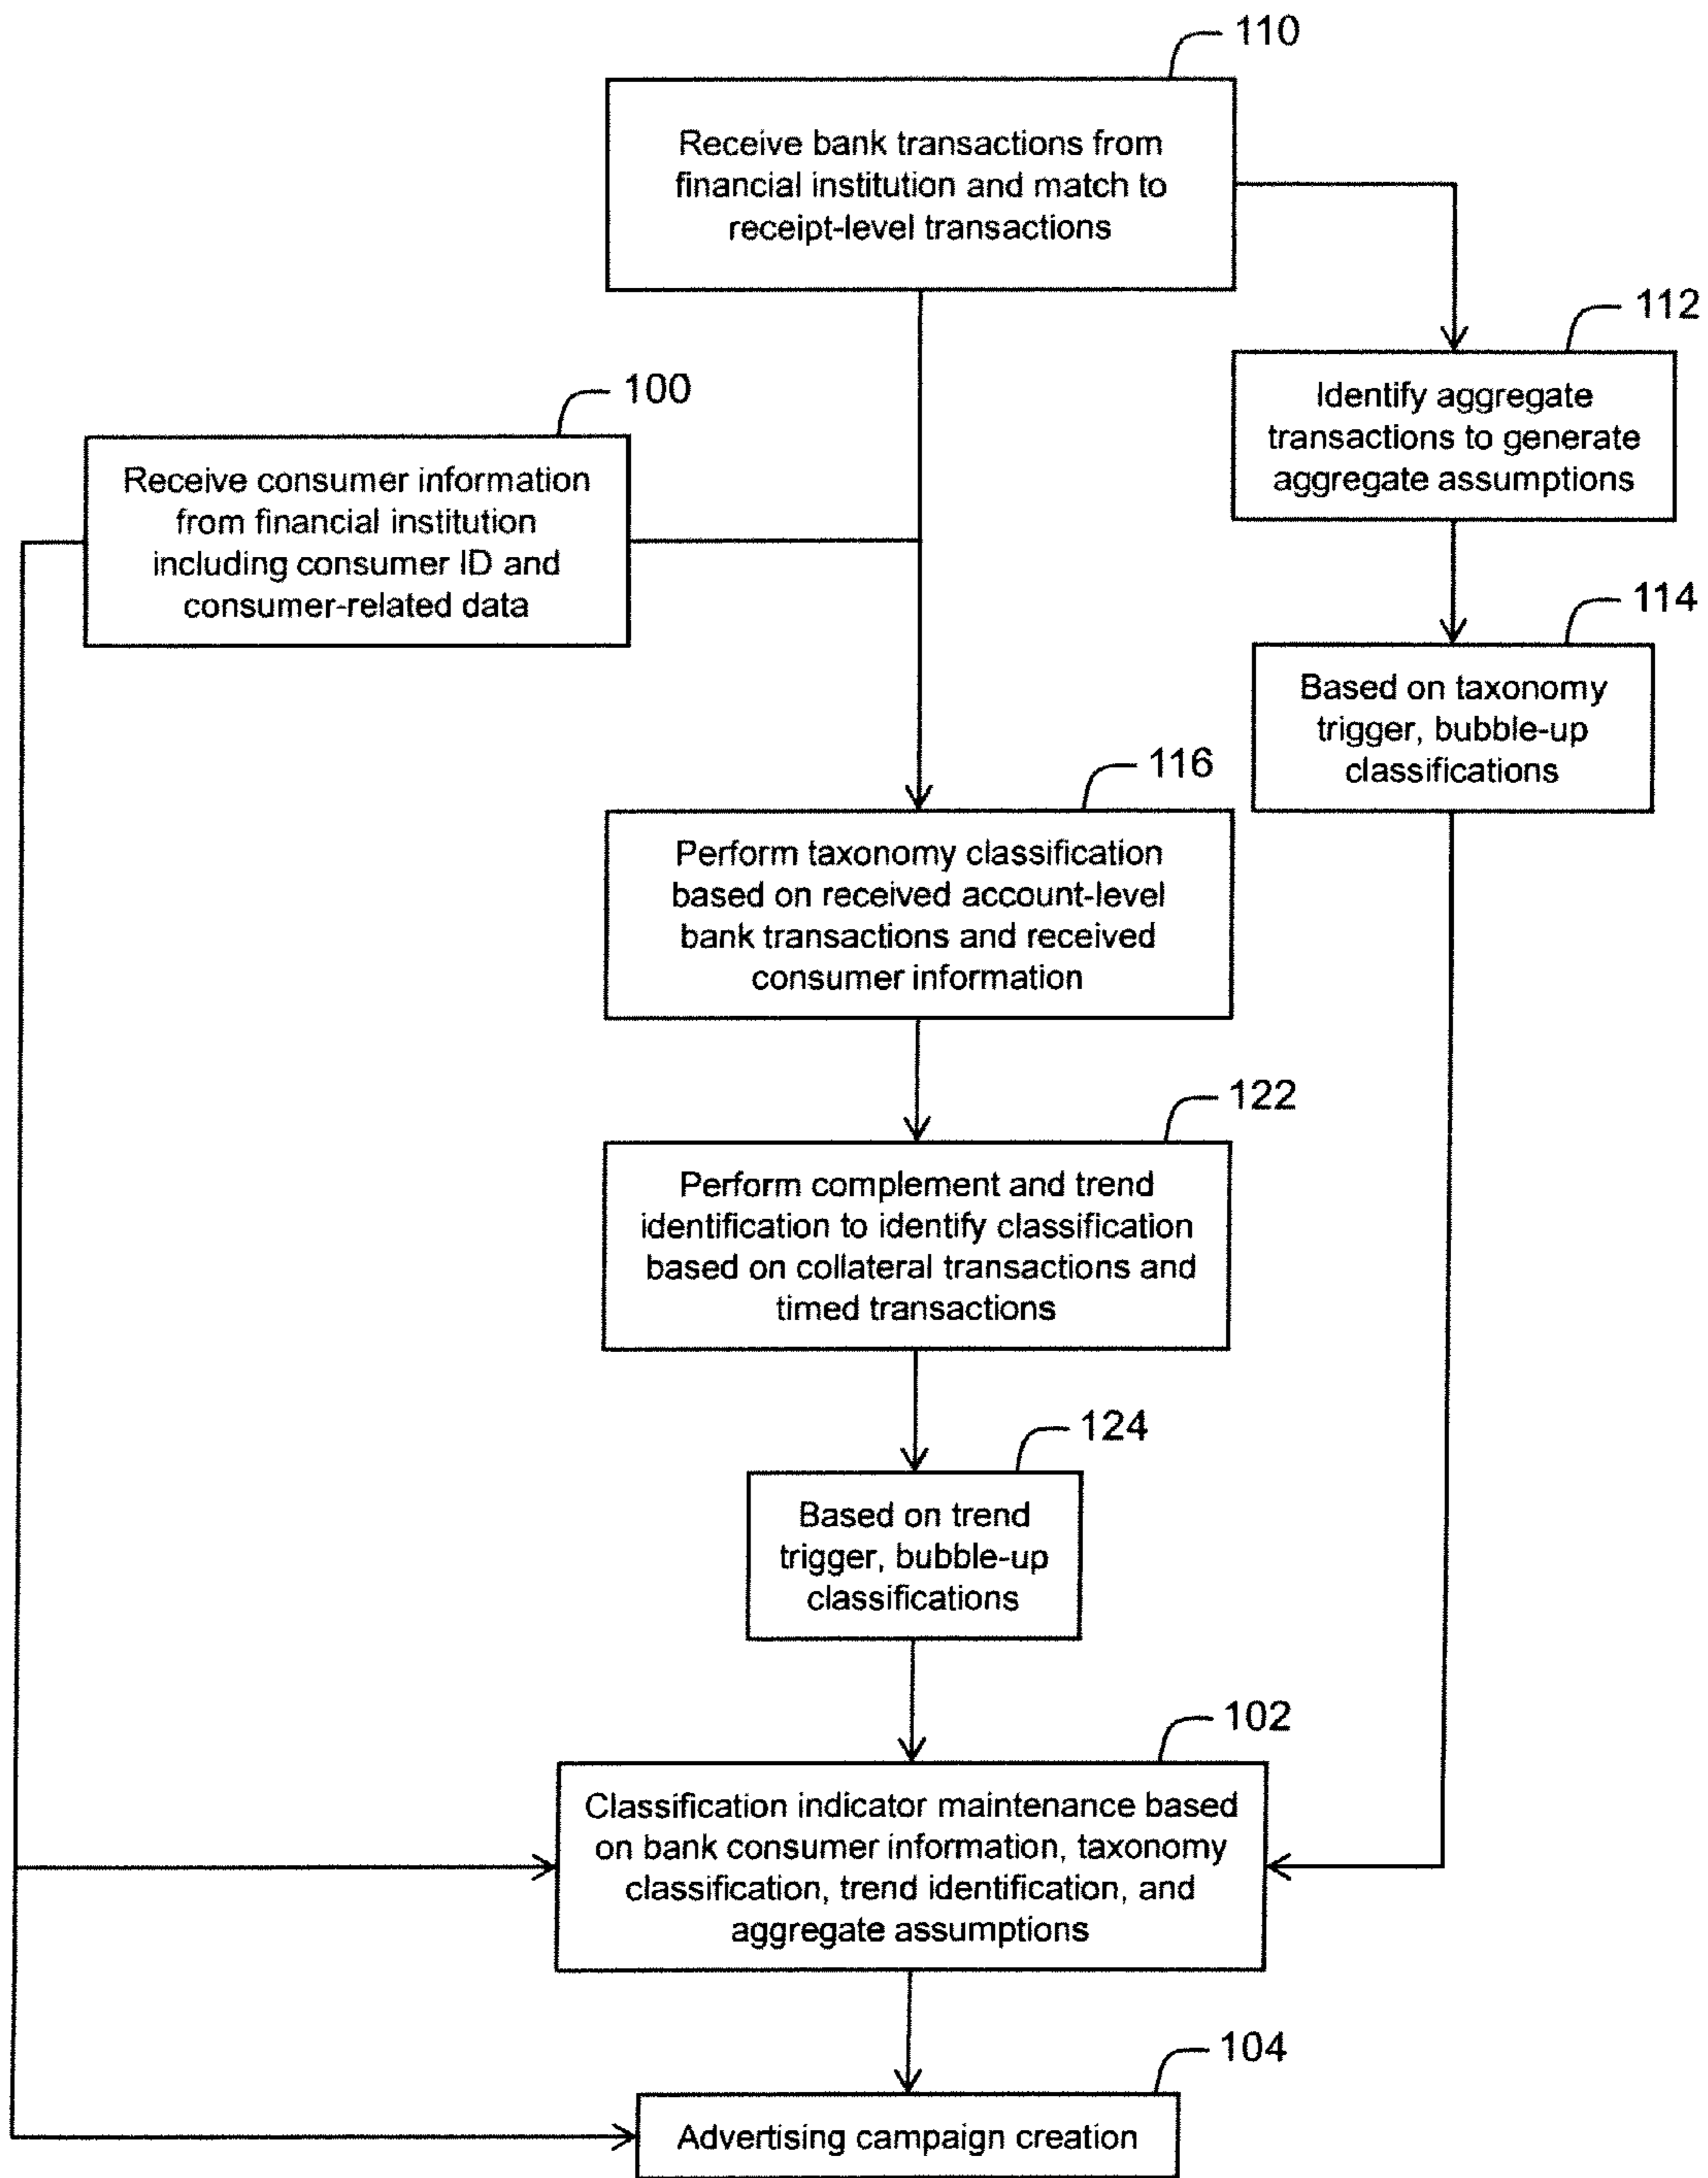 110
Receive bank transactions from
financial institution and match to
receipt-level transactions
112
Identify aggregate
transactions to generate
aggregate assumptions
100
Receive consumer information
from financial institution
including consumer ID and
consumer-related data
114
Based on taxonomy
trigger, bubble-up
classifications
116
Perform taxonomy classification
based on received account-level
bank transactions and received
consumer information
122
Perform complement and trend
identification to identify classification
based on collateral transactions and
timed transactions
124
Based on trend
trigger, bubble-up
classifications
102
Classification indicator maintenance based
on bank consumer information, taxonomy
classification, trend identification, and
aggregate assumptions
104
Advertising campaign creation